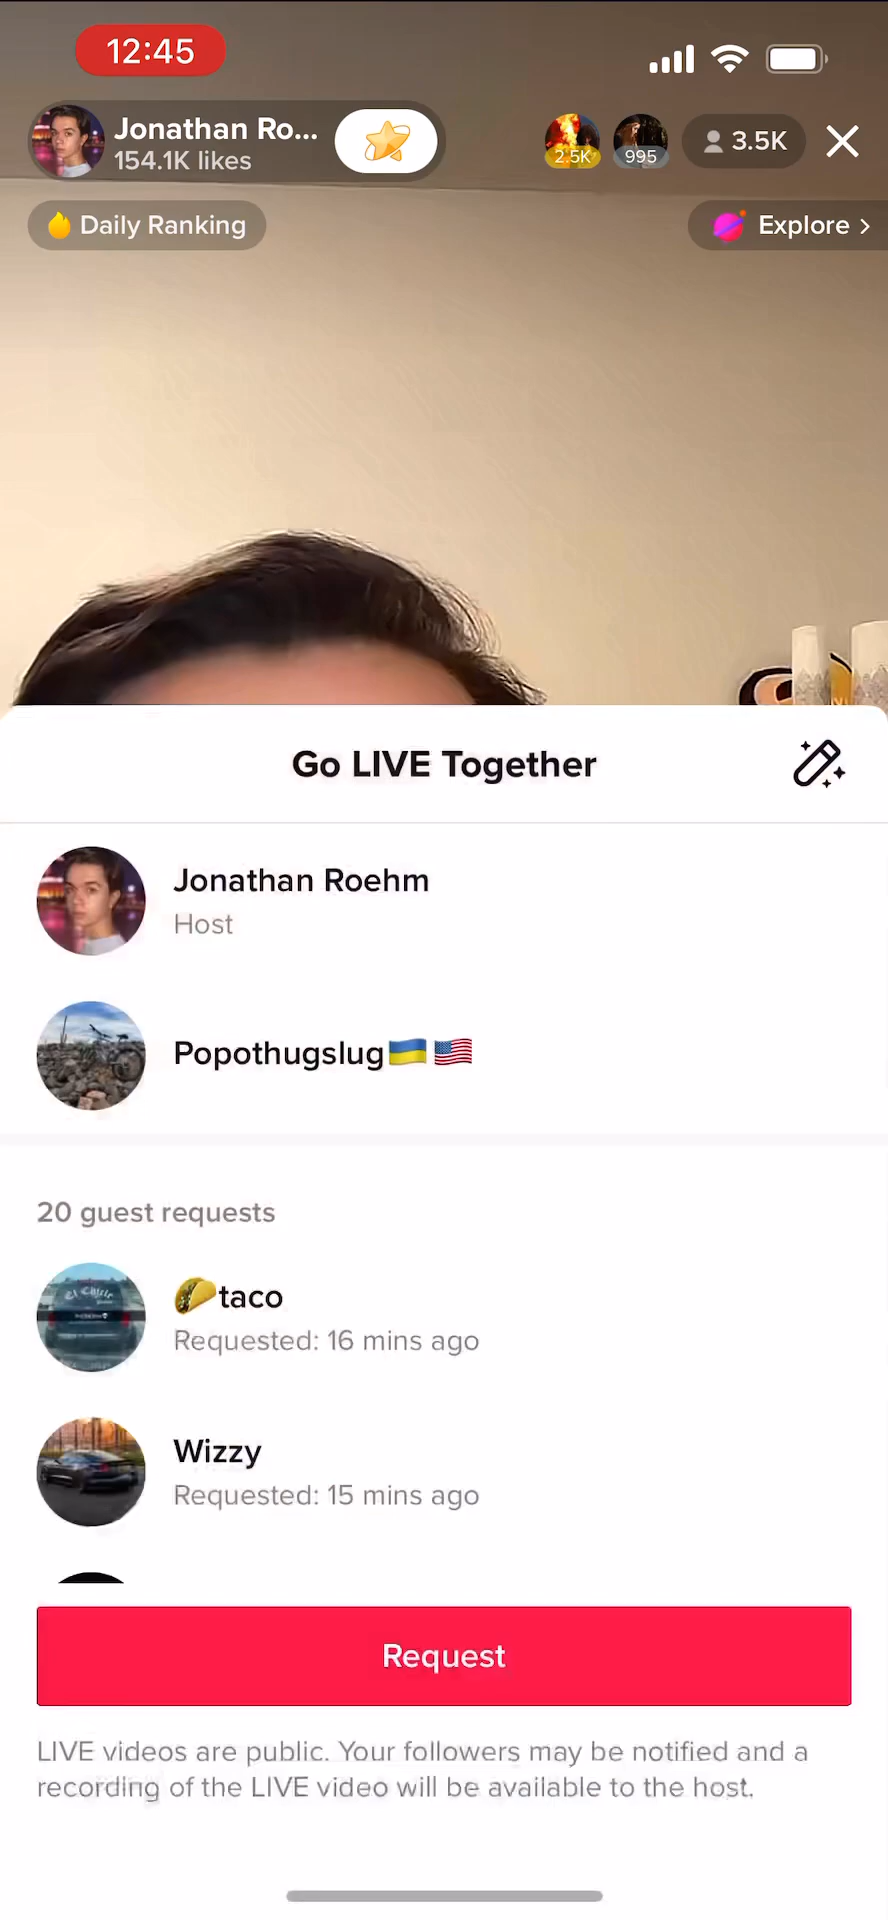 12:45
Jonathan Ro...
154.1K likes
2.5K
995
3.5K
Daily Ranking
Explore >
Go LIVE Together
Jonathan Roehm
Host
Popothugslug🇺🇦🇺🇸
20 guest requests
🌮taco
Requested: 16 mins ago
Wizzy
Requested: 15 mins ago
Request
LIVE videos are public. Your followers may be notified and a
recording of the LIVE video will be available to the host.